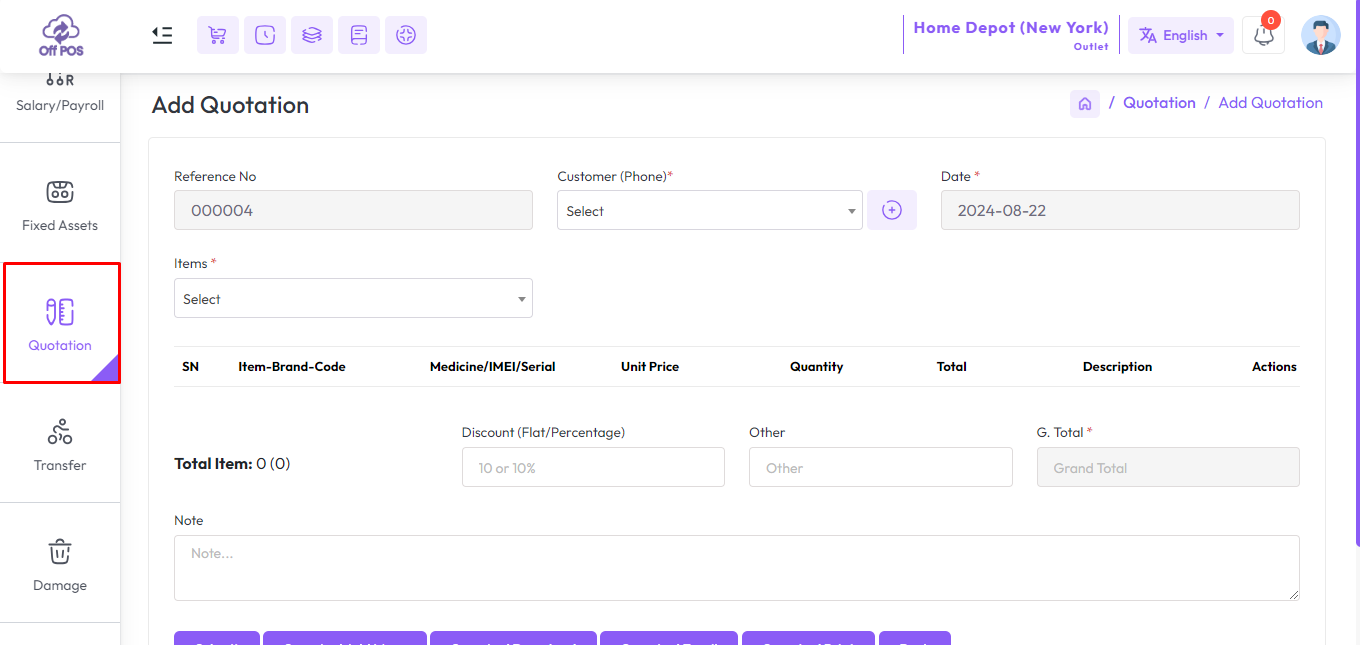 Off POS
Home Depot (New York)
Outlet
English
0
Salary/Payroll
Fixed Assets
Quotation
Transfer
Damage
Add Quotation
/ Quotation / Add Quotation
Reference No
000004
Customer (Phone)*
Select
Date *
2024-08-22
Items *
Select
SN Item-Brand-Code Medicine/IMEI/Serial Unit Price Quantity Total Description Actions
Total Item: 0 (0)
Discount (Flat/Percentage)
10 or 10%
Other
Other
G. Total *
Grand Total
Note
Note...